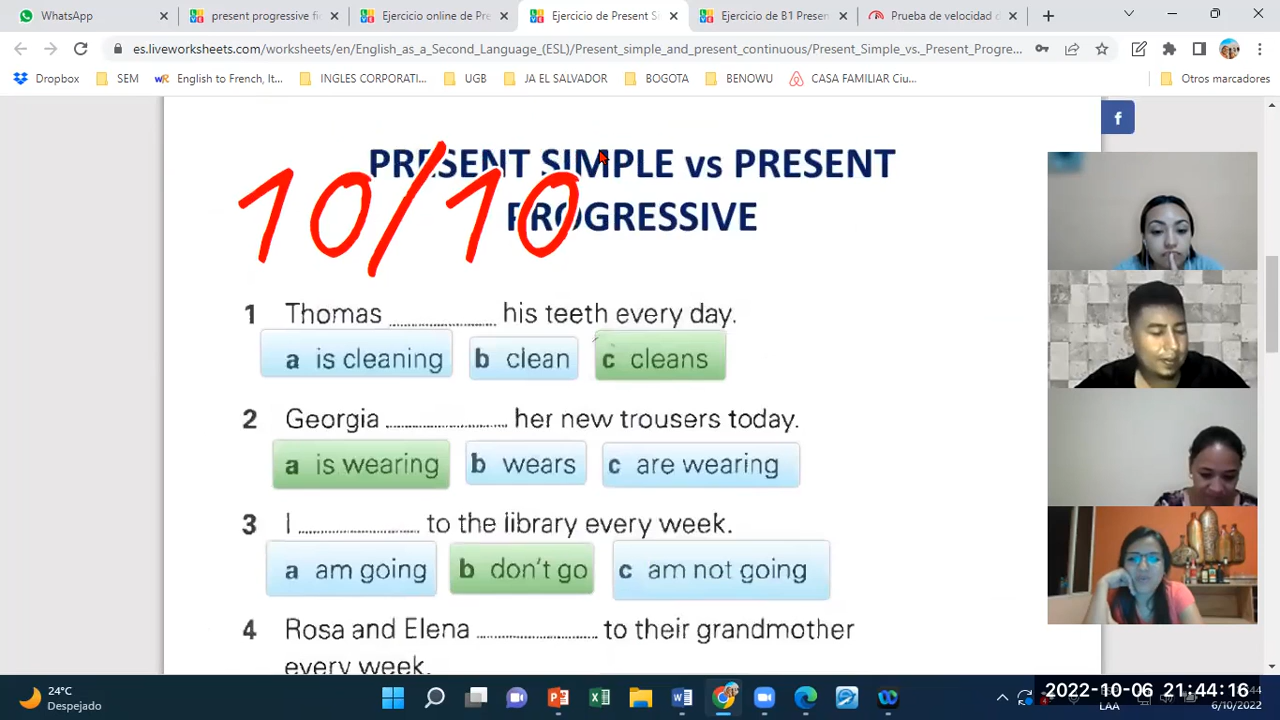 WhatsApp
present progressive fi
Ejercicio online de Pre
Ejercicio de Present Si
Ejercicio de B1 Presen
Prueba de velocidad d
es.liveworksheets.com/worksheets/en/English_as_a_Second_Language_(ESL)/Present_simple_and_present_continuous/Present_Simple_vs._Present_Progre...
Dropbox
SEM
English to French, It...
INGLES CORPORATI...
UGB
JA EL SALVADOR
BOGOTA
BENOWU
CASA FAMILIAR Ciu...
Otros marcadores
PRESENT SIMPLE vs PRESENT
PROGRESSIVE
10/10
1 Thomas .................... his teeth every day.
a is cleaning b clean c cleans
2 Georgia .................... her new trousers today.
a is wearing b wears c are wearing
3 I .................... to the library every week.
a am going b don't go c am not going
4 Rosa and Elena .................... to their grandmother
every week.
24°C
Despejado
LAA
2022-10-06 21:44:16
6/10/2022